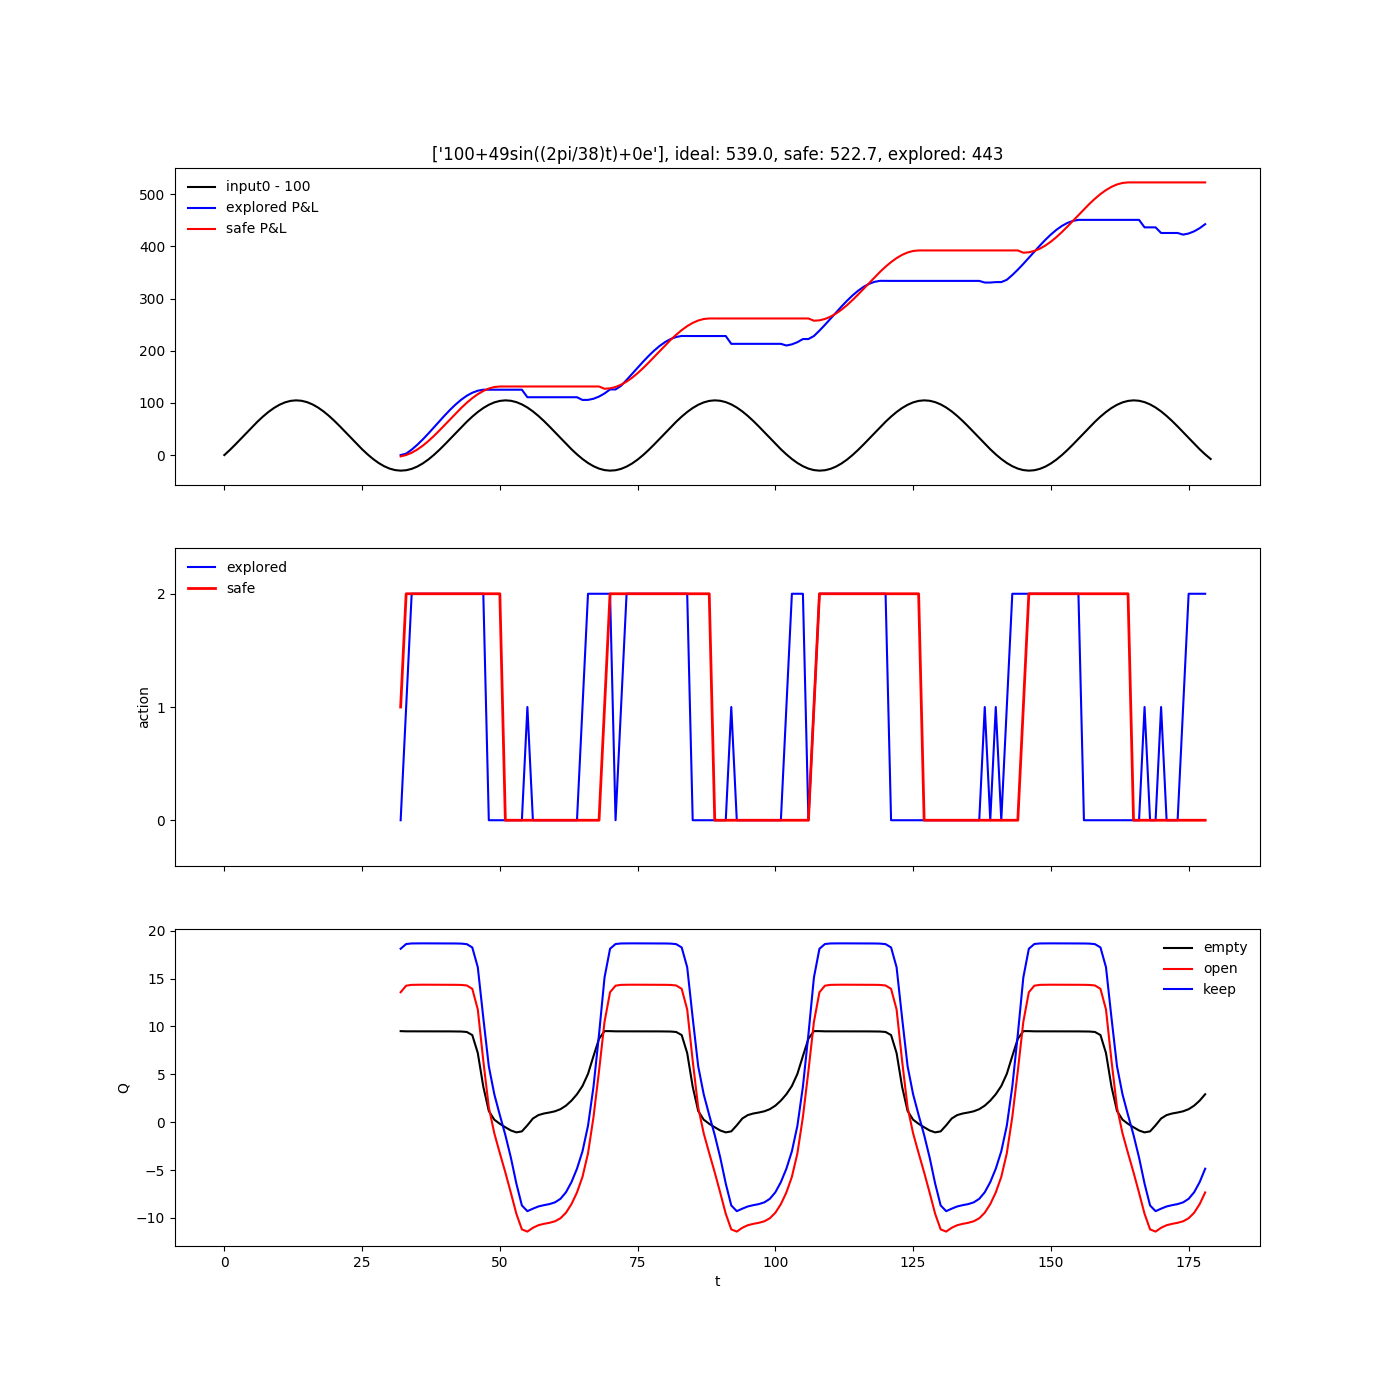 ['100+49sin((2pi/38)t)+0e'], ideal: 539.0, safe: 522.7, explored: 443
input0 - 100
explored P&L
safe P&L
500
400
300
200
100
0
explored
safe
2
1
0
action
empty
open
keep
20
15
10
5
0
−5
−10
Q
0 25 50 75 100 125 150 175
t